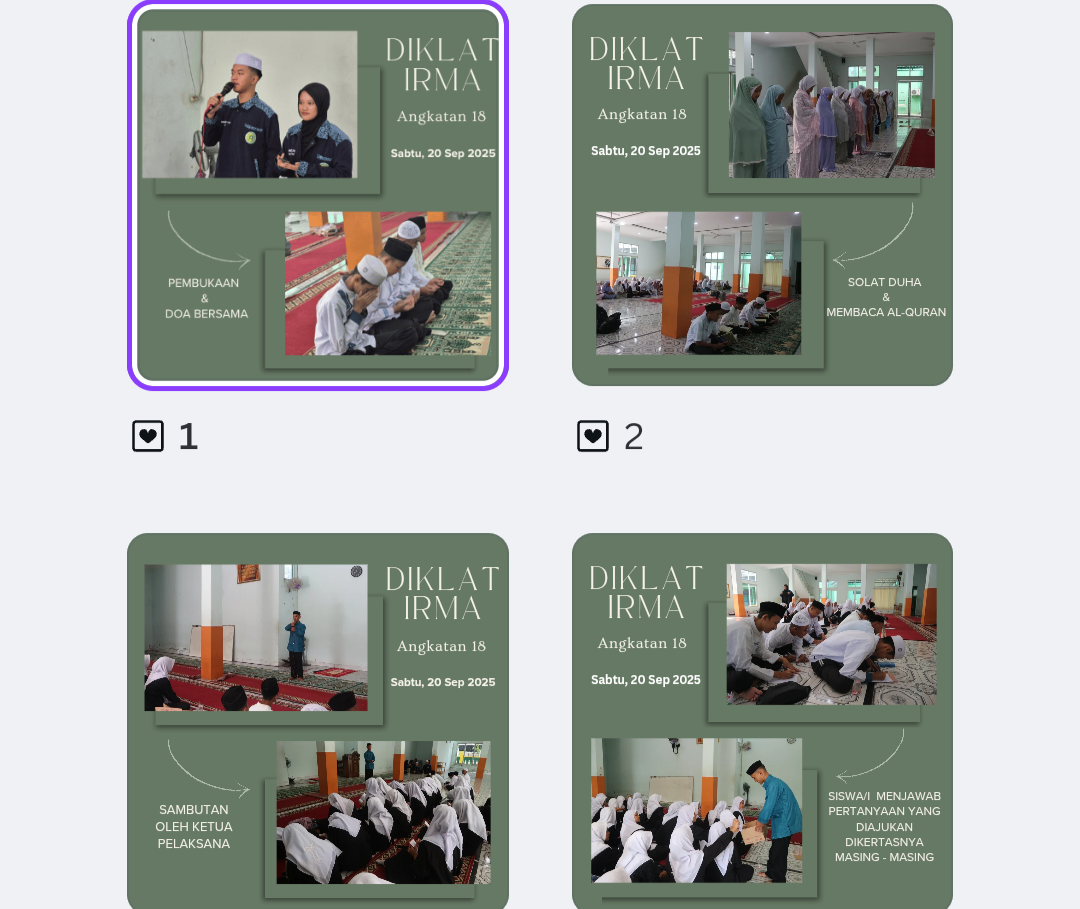 DIKLAT
IRMA
Angkatan 18
Sabtu, 20 Sep 2025
PEMBUKAAN
&
DOA BERSAMA
DIKLAT
IRMA
Angkatan 18
Sabtu, 20 Sep 2025
SOLAT DUHA
&
MEMBACA AL-QURAN
1
2
DIKLAT
IRMA
Angkatan 18
Sabtu, 20 Sep 2025
SAMBUTAN
OLEH KETUA
PELAKSANA
DIKLAT
IRMA
Angkatan 18
Sabtu, 20 Sep 2025
SISWA/I MENJAWAB
PERTANYAAN YANG
DIAJUKAN
DIKERTASNYA
MASING - MASING